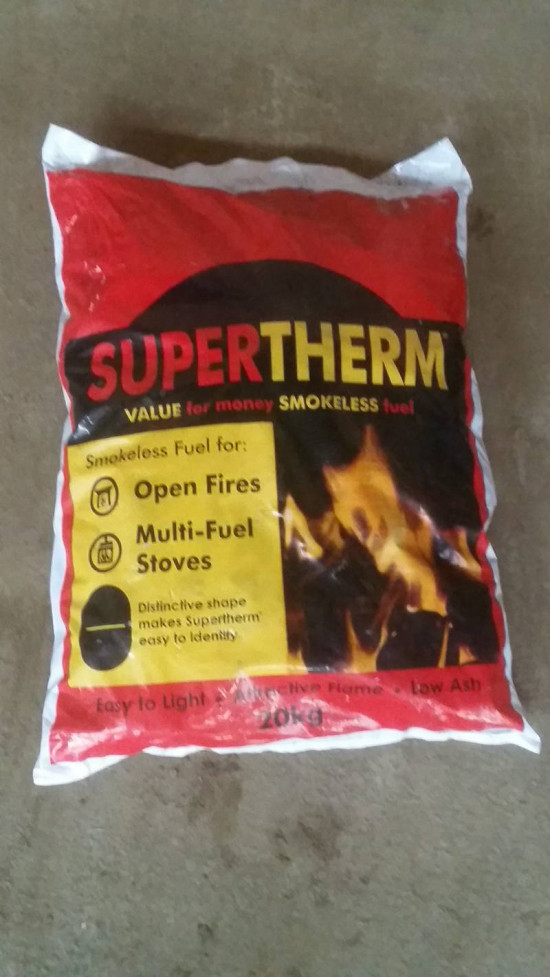 SUPERTHERM
VALUE for money SMOKELESS fuel
Smokeless Fuel for:
Open Fires
Multi-Fuel
Stoves
Distinctive shape
makes Supertherm
easy to identify
Easy to Light • Attractive Flame • Low Ash
20kg